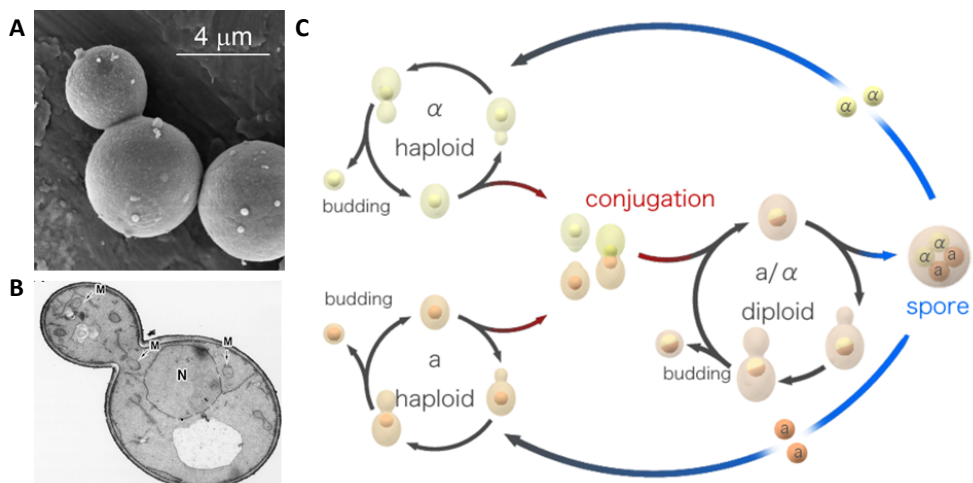 A
4 μm
B
M
M
M
N
C
α
haploid
budding
conjugation
budding
a
haploid
a/α
diploid
budding
α
α
α
α
a
a
spore
a
a